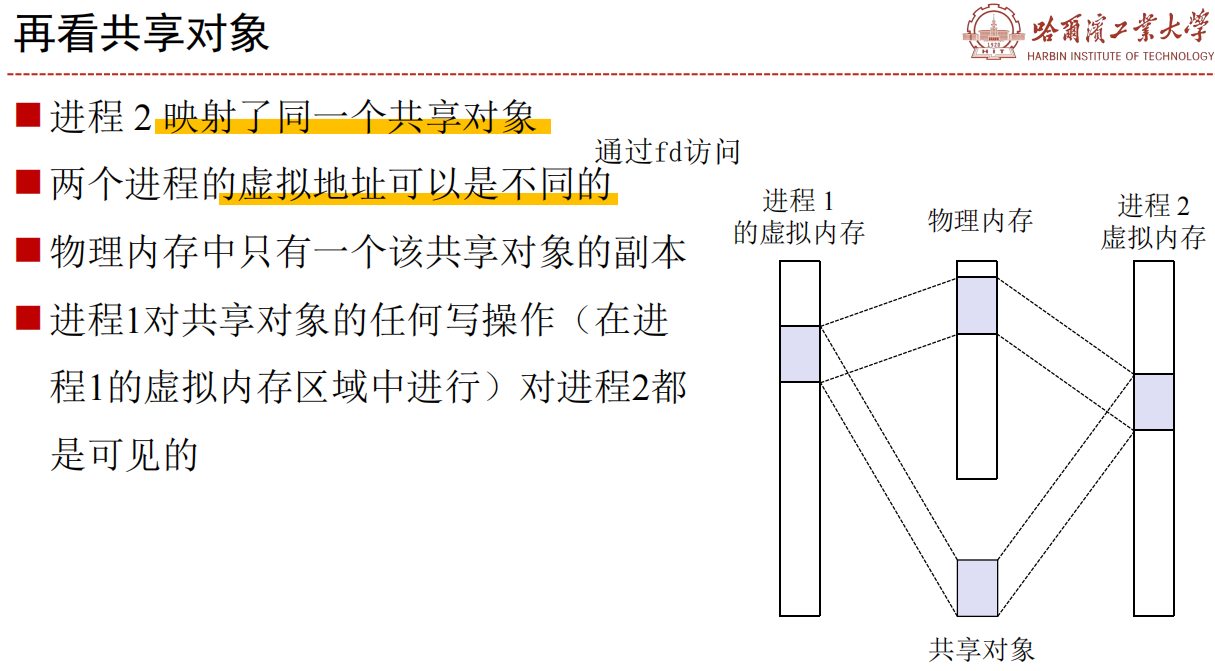 再看共享对象
哈尔滨工业大学
HARBIN INSTITUTE OF TECHNOLOGY
1920
HIT
进程 2 映射了同一个共享对象
通过fd访问
两个进程的虚拟地址可以是不同的
物理内存中只有一个该共享对象的副本
进程1对共享对象的任何写操作（在进
程1的虚拟内存区域中进行）对进程2都
是可见的
进程 1
的虚拟内存
物理内存
进程 2
虚拟内存
共享对象